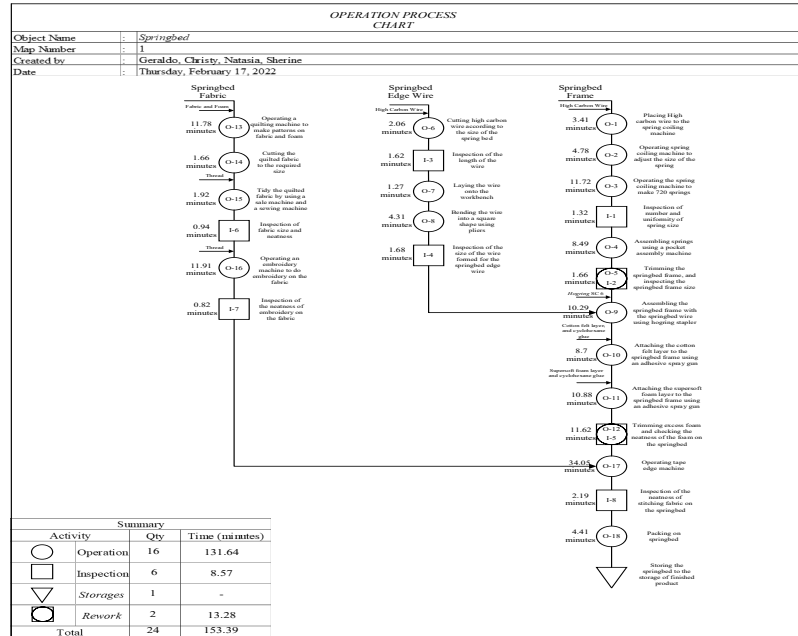 OPERATION PROCESS
CHART
Object Name : Springbed
Map Number : 1
Created by : Geraldo, Christy, Natasia, Sherine
Date : Thursday, February 17, 2022
Springbed
Fabric
Fabric and Foam
11.78
minutes
O-13
Operating a
quilting machine to
make patterns on
fabric and foam
1.66
minutes
O-14
Cutting the
quilted fabric
to the required
size
Thread
1.92
minutes
O-15
Tidy the quilted
fabric by using a
sale machine and
a sewing machine
0.94
minutes
I-6
Inspection of
fabric size and
neatness
Thread
11.91
minutes
O-16
Operating an
embroidery
machine to do
embroidery on the
fabric
0.82
minutes
I-7
Inspection of
the neatness of
embroidery on
the fabric
Springbed
Edge Wire
High Carbon Wire
2.06
minutes
O-6
Cutting high carbon
wire according to
the size of the
spring bed
1.62
minutes
I-3
Inspection of the
length of the
wire
1.27
minutes
O-7
Laying the wire
onto the
workbench
4.31
minutes
O-8
Bending the wire
into a square
shape using
pliers
1.68
minutes
I-4
Inspection of the
size of the wire
formed for the
springbed edge
wire
Springbed
Frame
High Carbon Wire
3.41
minutes
O-1
Placing High
carbon wire to the
spring coiling
machine
4.78
minutes
O-2
Operating spring
coiling machine to
adjust the size of the
spring
11.72
minutes
O-3
Operating the spring
coiling machine to
make 720 springs
1.32
minutes
I-1
Inspection of
number and
uniformity of
spring size
8.49
minutes
O-4
Assembling springs
using a pocket
assembly machine
1.66
minutes
O-5
I-2
Trimming the
springbed frame, and
inspecting the
springbed frame size
Hogring SC 6
10.29
minutes
O-9
Assembling the
springbed frame with
the springbed wire
using hogring stapler
Cotton felt layer,
and cyclohexane
glue
8.7
minutes
O-10
Attaching the cotton
felt layer to the
springbed frame using
an adhesive spray gun
Supersoft foam layer
and cyclohexane glue
10.88
minutes
O-11
Attaching the supersoft
foam layer to the
springbed frame using
an adhesive spray gun
11.62
minutes
O-12
I-5
Trimming excess foam
and checking the
neatness of the foam on
the springbed
34.05
minutes
O-17
Operating tape
edge machine
2.19
minutes
I-8
Inspection of the
neatness of
stitching fabric on
the springbed
4.41
minutes
O-18
Packing on
springbed
Storing the
springbed to the
storage of finished
product
Summary
Activity Qty Time (minutes)
Operation 16 131.64
Inspection 6 8.57
Storages 1 -
Rework 2 13.28
Total 24 153.39